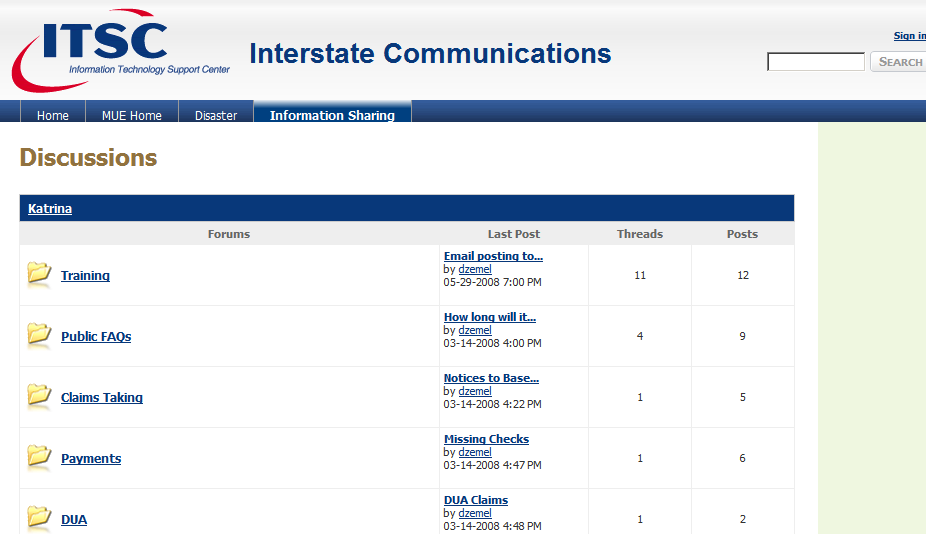 ITSC
Information Technology Support Center
Interstate Communications
Sign in
SEARCH
Home
MUE Home
Disaster
Information Sharing
Discussions
Katrina
Forums Last Post Threads Posts
Training
Email posting to...
by dzemel
05-29-2008 7:00 PM
11 12
Public FAQs
How long will it...
by dzemel
03-14-2008 4:00 PM
4 9
Claims Taking
Notices to Base...
by dzemel
03-14-2008 4:22 PM
1 5
Payments
Missing Checks
by dzemel
03-14-2008 4:47 PM
1 6
DUA
DUA Claims
by dzemel
03-14-2008 4:48 PM
1 2